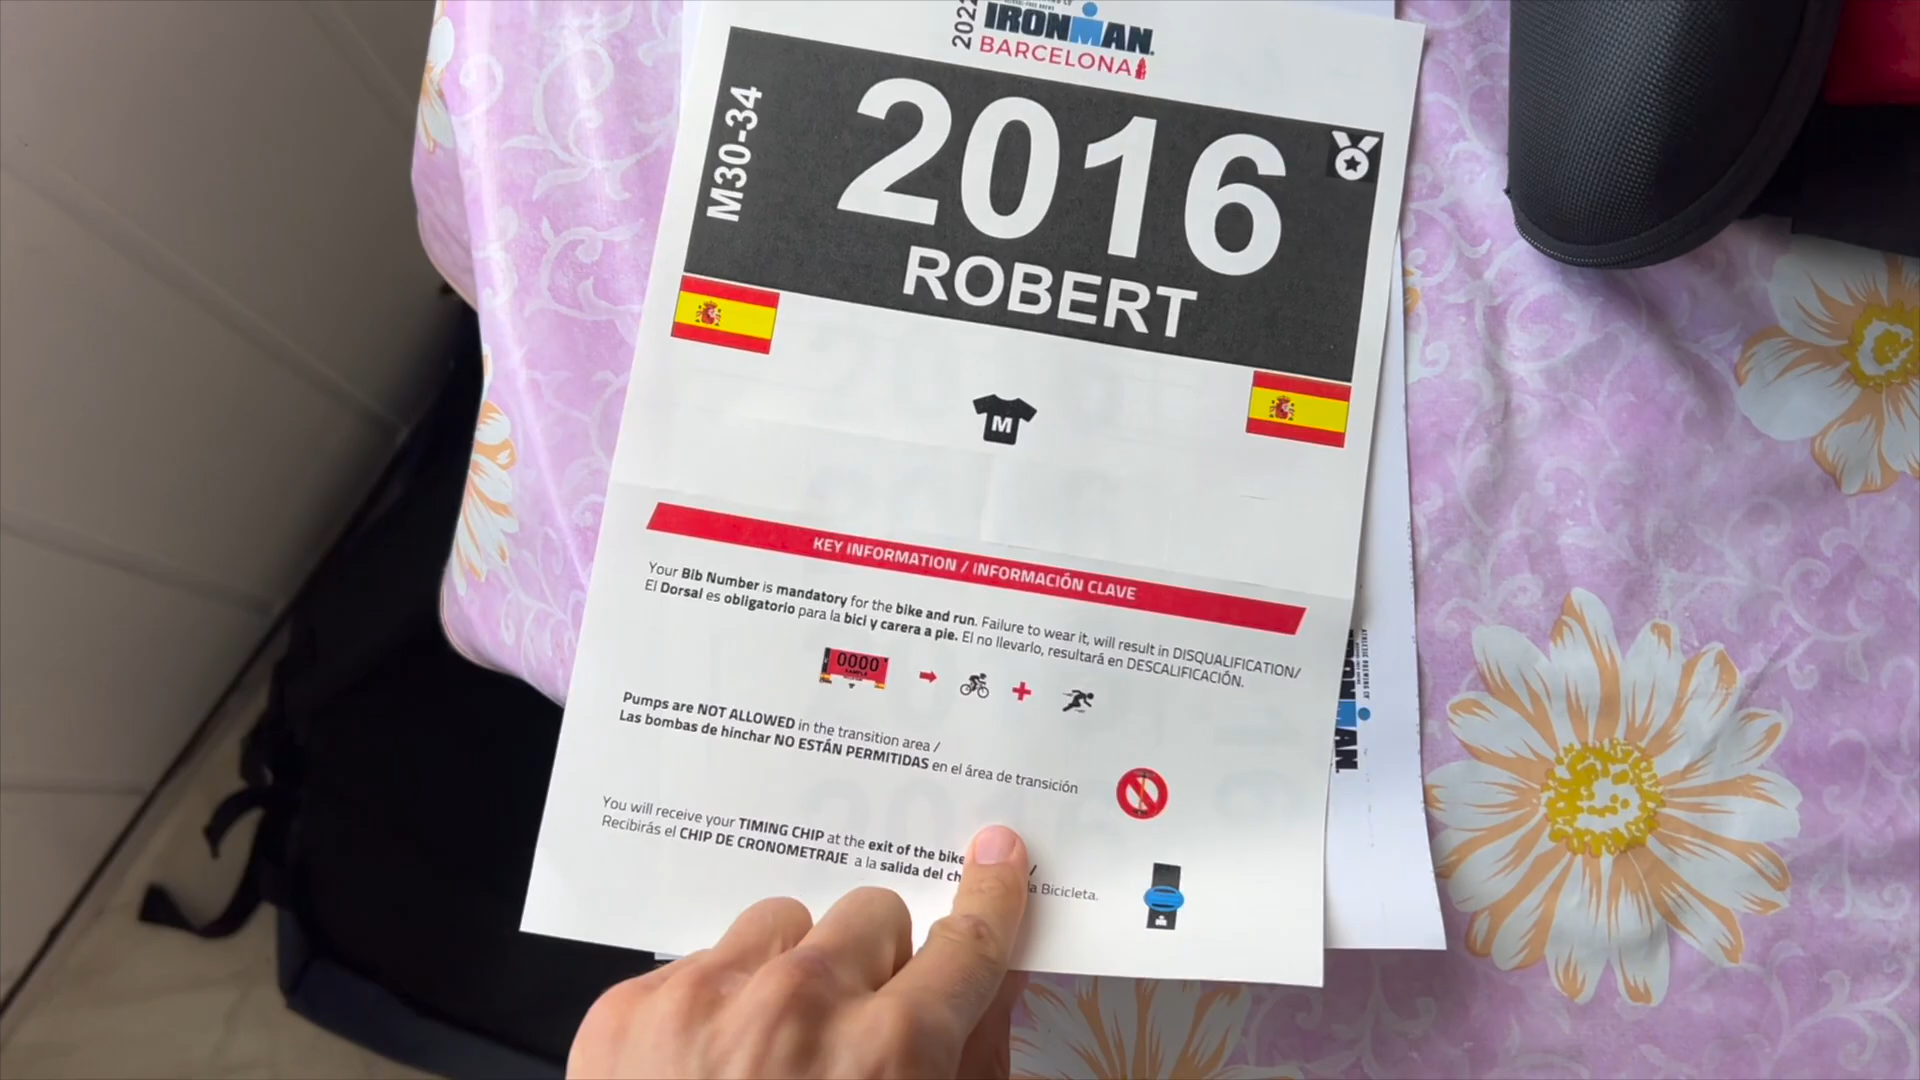 2022
IRONMAN
BARCELONA
M30-34
2016
ROBERT
M
KEY INFORMATION / INFORMACIÓN CLAVE
Your Bib Number is mandatory for the bike and run. Failure to wear it, will result in DISQUALIFICATION/
El Dorsal es obligatorio para la bici y carera a pie. El no llevarlo, resultará en DESCALIFICACIÓN.
0000
Pumps are NOT ALLOWED in the transition area /
Las bombas de hinchar NO ESTÁN PERMITIDAS en el área de transición
You will receive your TIMING CHIP at the exit of the bike /
Recibirás el CHIP DE CRONOMETRAJE a la salida del Bicicleta.
IRONMAN